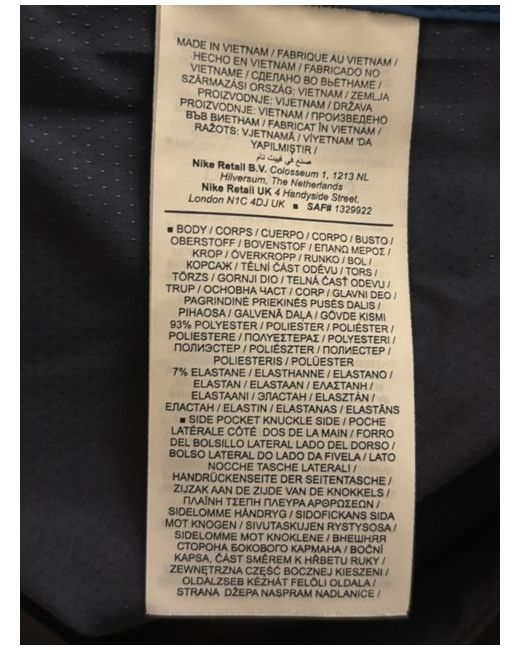 MADE IN VIETNAM / FABRIQUE AU VIETNAM /
HECHO EN VIETNAM / FABRICADO NO
VIETNAME / СДЕЛАНО ВО ВЬЕТНАМЕ /
SZÁRMAZÁSI ORSZÁG: VIETNAM / ZEMLJA
PROIZVODNJE: VIJETNAM / DRŽAVA
PROIZVODNJE: VIETNAM / ПРОИЗВЕДЕНО
ВЪВ ВИЕТНАМ / FABRICAT ÎN VIETNAM /
RAŽOTS: VJETNAMĀ / VİYETNAM 'DA
YAPILMIŞTIR /
صنع في فييت نام
Nike Retail B.V. Colosseum 1, 1213 NL
Hilversum, The Netherlands
Nike Retail UK 4 Handyside Street,
London N1C 4DJ UK ■ SAF# 1329922
■ BODY / CORPS / CUERPO / CORPO / BUSTO /
OBERSTOFF / BOVENSTOF / ΕΠΑΝΩ ΜΕΡΟΣ /
KROP / ÖVERKROPP / RUNKO / BOL /
КОРСАЖ / TĚLNÍ ČÁST ODĚVU / TORS /
TÖRZS / GORNJI DIO / TELNÁ ČASŤ ODEVU /
TRUP / ОСНОВНА ЧАСТ / CORP / GLAVNI DEO /
PAGRINDINĖ PRIEKINĖS PUSĖS DALIS /
PIHAOSA / GALVENĀ DAĻA / GÖVDE KISMI
93% POLYESTER / POLIESTER / POLIÉSTER /
POLIESTERE / ΠΟΛΥΕΣΤΕΡΑΣ / POLYESTERI /
ПОЛИЭСТЕР / POLIÉSZTER / ПОЛИЕСТЕР /
POLIESTERIS / POLÜESTER
7% ELASTANE / ELASTHANNE / ELASTANO /
ELASTAN / ELASTAAN / ΕΛΑΣΤΑΝΗ /
ELASTAANI / ЭЛАСТАН / ELASZTÁN /
ЕЛАСТАН / ELASTIN / ELASTANAS / ELASTĀNS
■ SIDE POCKET KNUCKLE SIDE / POCHE
LATÉRALE CÔTÉ DOS DE LA MAIN / FORRO
DEL BOLSILLO LATERAL LADO DEL DORSO /
BOLSO LATERAL DO LADO DA FIVELA / LATO
NOCCHE TASCHE LATERALI /
HANDRÜCKENSEITE DER SEITENTASCHE /
ZIJZAK AAN DE ZIJDE VAN DE KNOKKELS /
ΠΛΑΪΝΗ ΤΣΕΠΗ ΠΛΕΥΡΑ ΑΡΘΡΩΣΕΩΝ /
SIDELOMME HÅNDRYG / SIDOFICKANS SIDA
MOT KNOGEN / SIVUTASKUJEN RYSTYSOSA /
SIDELOMME MOT KNOKLENE / ВНЕШНЯЯ
СТОРОНА БОКОВОГО КАРМАНА / BOČNÍ
KAPSA, ČÁST SMĚREM K HŘBETU RUKY /
ZEWNĘTRZNA CZĘŚĆ BOCZNEJ KIESZENI /
OLDALZSEB KÉZHÁT FELŐLI OLDALA /
STRANA DŽEPA NASPRAM NADLANICE /